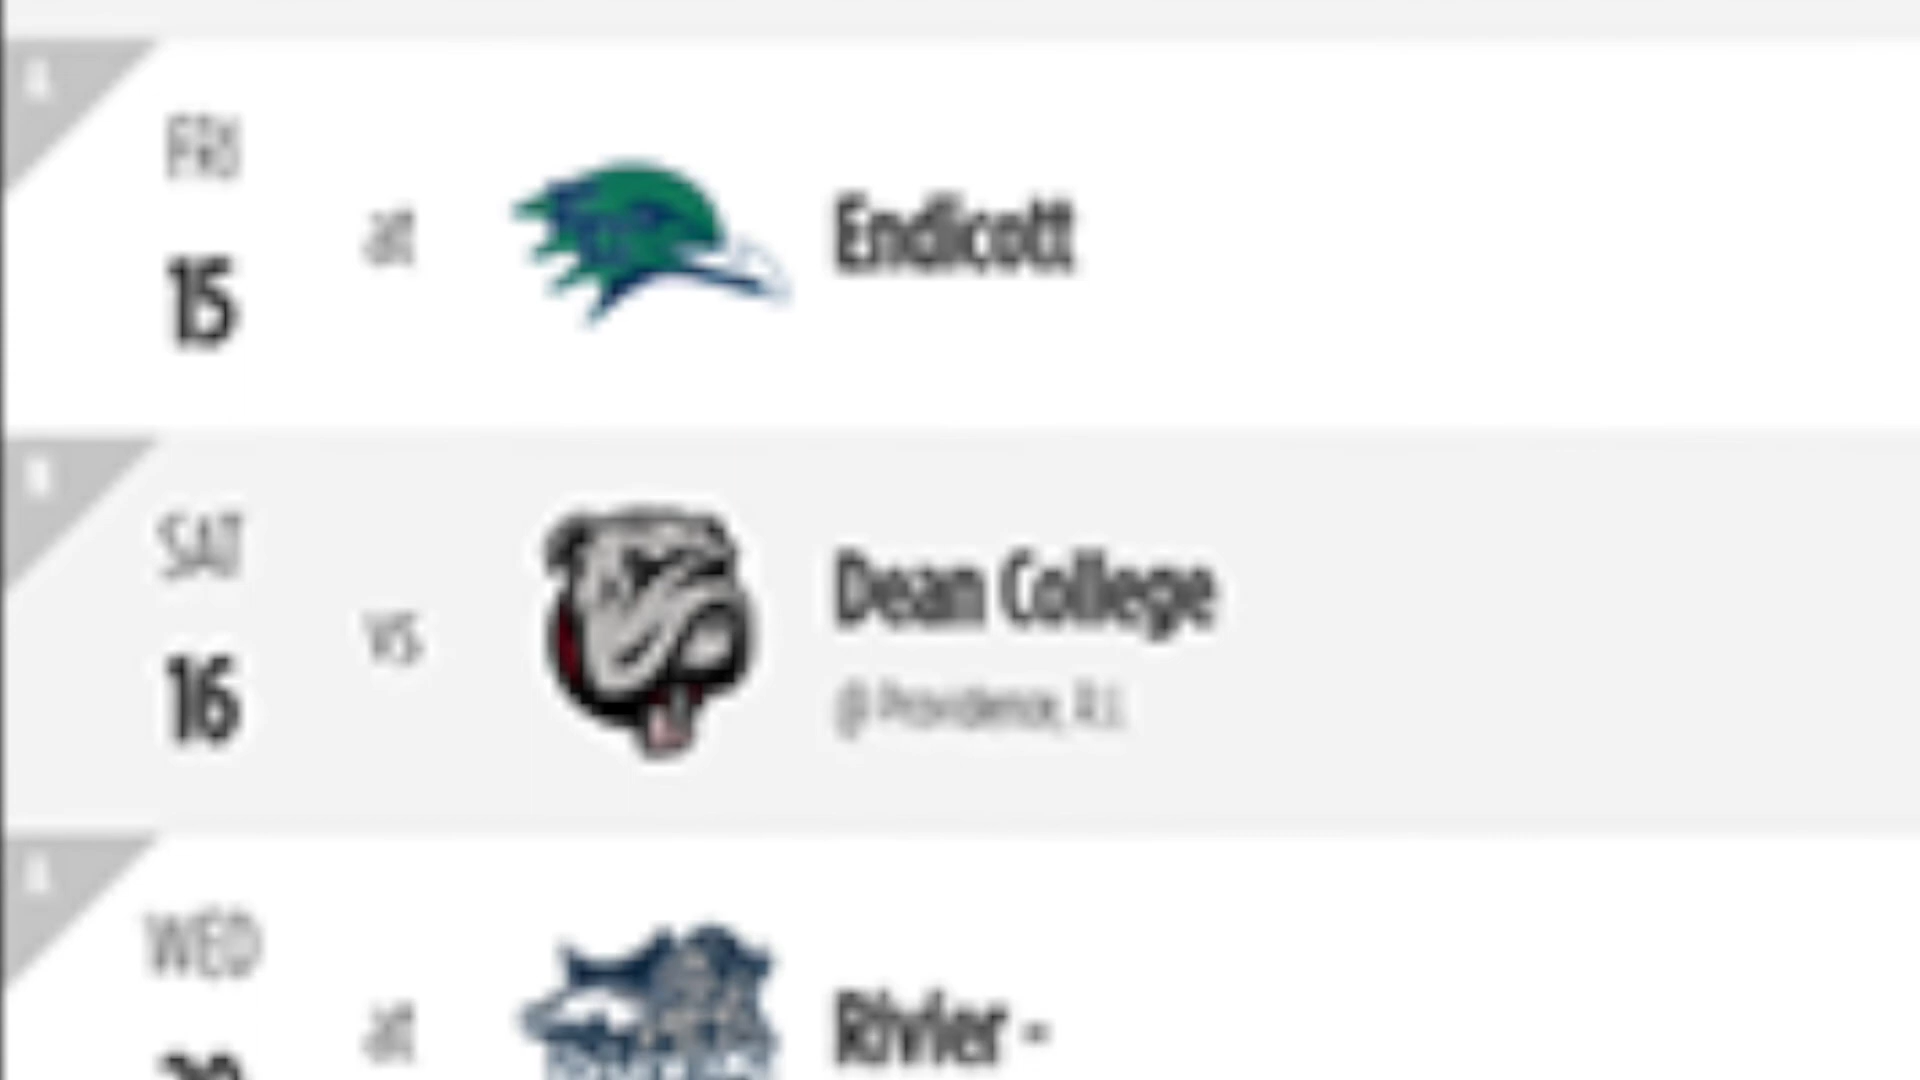 A
FRI
15
at
Endicott
N
SAT
16
vs
Dean College
@ Providence, R.I.
A
WED
at
Rivier -